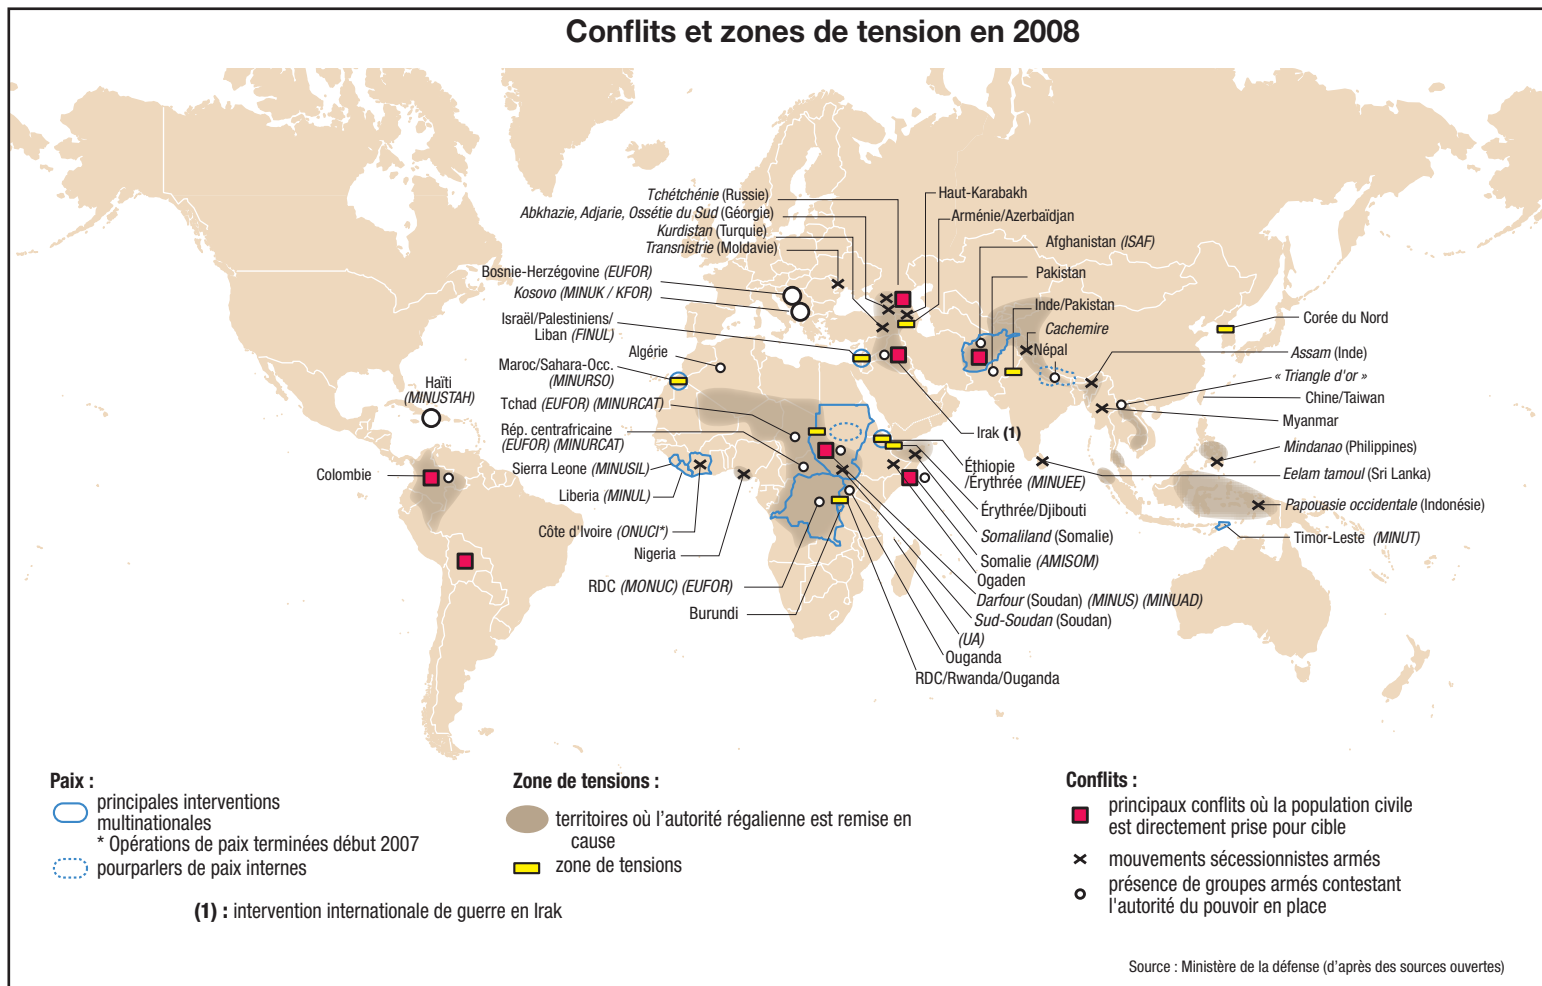 Conflits et zones de tension en 2008
Tchétchénie (Russie)
Abkhazie, Adjarie, Ossétie du Sud (Géorgie)
Kurdistan (Turquie)
Transnistrie (Moldavie)
Bosnie-Herzégovine (EUFOR)
Kosovo (MINUK / KFOR)
Israël/Palestiniens/
Liban (FINUL)
Algérie
Maroc/Sahara-Occ.
(MINURSO)
Haïti
(MINUSTAH)
Tchad (EUFOR) (MINURCAT)
Rép. centrafricaine
(EUFOR) (MINURCAT)
Colombie
Sierra Leone (MINUSIL)
Liberia (MINUL)
Côte d'Ivoire (ONUCI*)
Nigeria
RDC (MONUC) (EUFOR)
Burundi
Haut-Karabakh
Arménie/Azerbaïdjan
Afghanistan (ISAF)
Pakistan
Inde/Pakistan
Cachemire
Népal
Corée du Nord
Assam (Inde)
« Triangle d'or »
Chine/Taiwan
Myanmar
Irak (1)
Mindanao (Philippines)
Éthiopie
/Érythrée (MINUEE)
Eelam tamoul (Sri Lanka)
Érythrée/Djibouti
Papouasie occidentale (Indonésie)
Somaliland (Somalie)
Timor-Leste (MINUT)
Somalie (AMISOM)
Ogaden
Darfour (Soudan) (MINUS) (MINUAD)
Sud-Soudan (Soudan)
(UA)
Ouganda
RDC/Rwanda/Ouganda
Paix :
principales interventions
multinationales
* Opérations de paix terminées début 2007
pourparlers de paix internes
(1) : intervention internationale de guerre en Irak
Zone de tensions :
territoires où l'autorité régalienne est remise en
cause
zone de tensions
Conflits :
principaux conflits où la population civile
est directement prise pour cible
mouvements sécessionnistes armés
présence de groupes armés contestant
l'autorité du pouvoir en place
Source : Ministère de la défense (d'après des sources ouvertes)